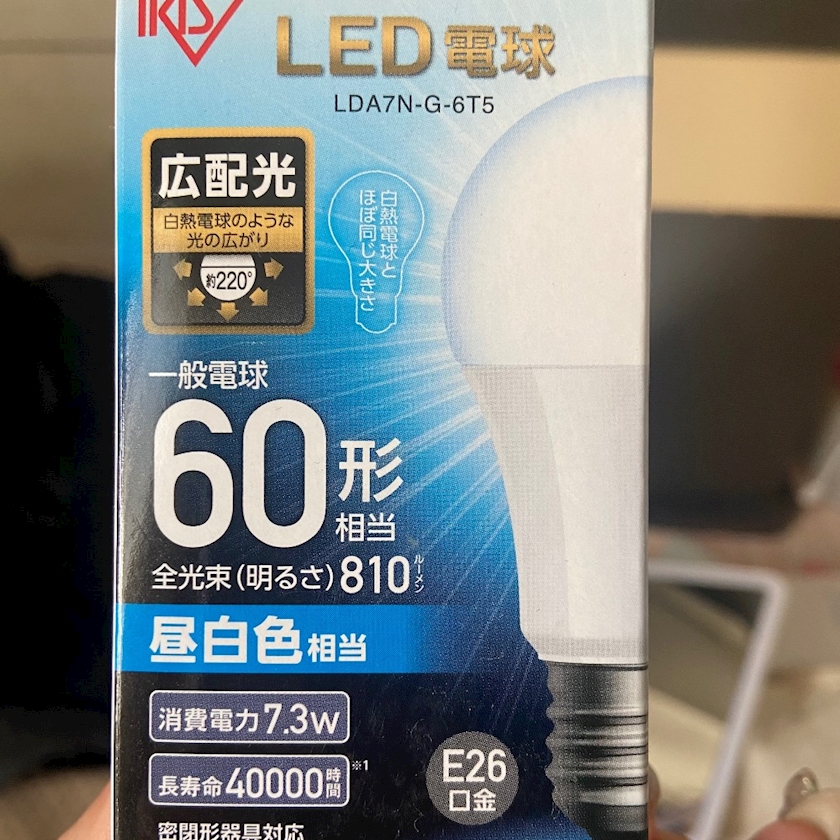 IRIS
LED電球
LDA7N-G-6T5
広配光
白熱電球のような
光の広がり
約220°
白熱電球と
ほぼ同じ大きさ
一般電球
60形
相当
全光束(明るさ)810ルーメン
昼白色相当
消費電力7.3W
長寿命40000時間※1
密閉形器具対応
E26
口金